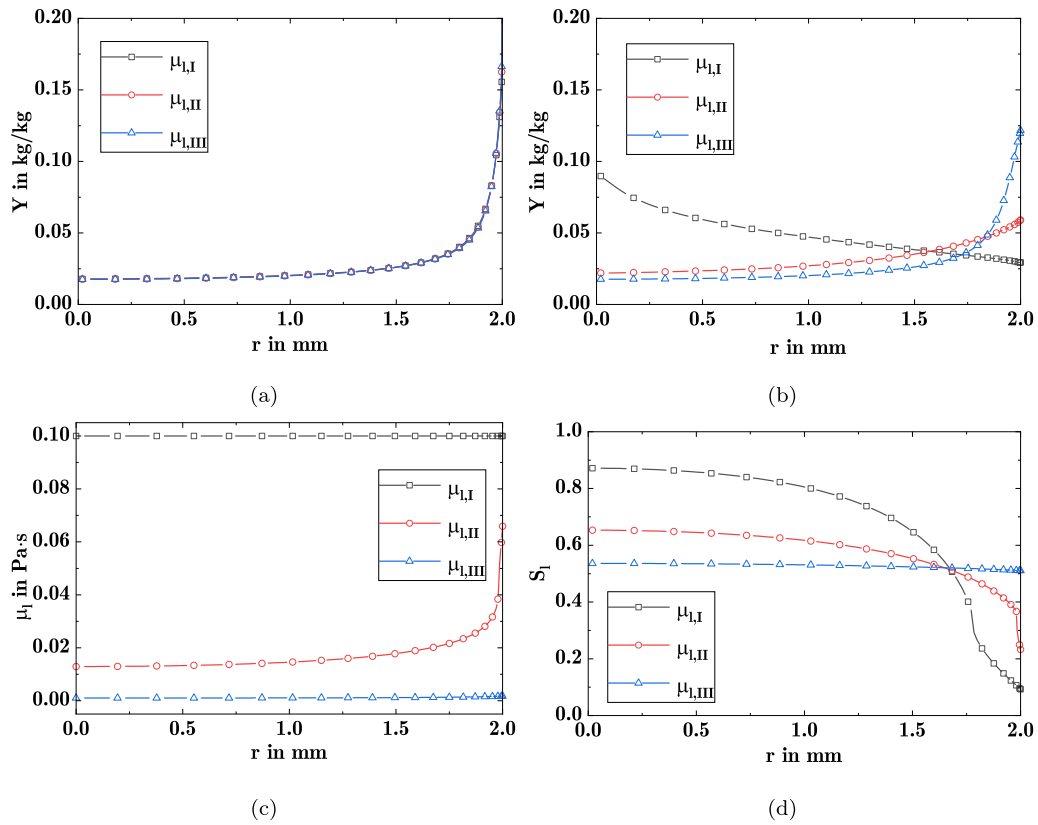 0.20
0.15
0.10
0.05
0.00
Y in kg/kg
μl,I
μl,II
μl,III
0.0 0.5 1.0 1.5 2.0
r in mm
(a)
0.20
0.15
0.10
0.05
0.00
Y in kg/kg
μl,I
μl,II
μl,III
0.0 0.5 1.0 1.5 2.0
r in mm
(b)
0.10
0.08
0.06
0.04
0.02
0.00
μl in Pa·s
μl,I
μl,II
μl,III
0.0 0.5 1.0 1.5 2.0
r in mm
(c)
1.0
0.8
0.6
0.4
0.2
0.0
Sl
μl,I
μl,II
μl,III
0.0 0.5 1.0 1.5 2.0
r in mm
(d)